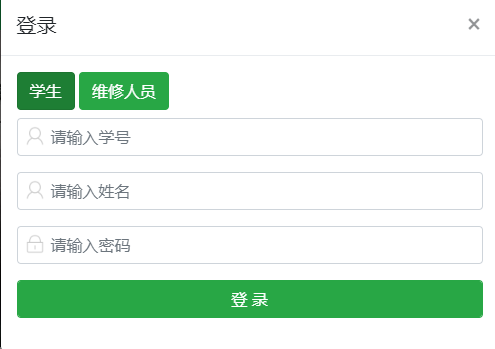 登录 ×
学生 维修人员
请输入学号
请输入姓名
请输入密码
登 录